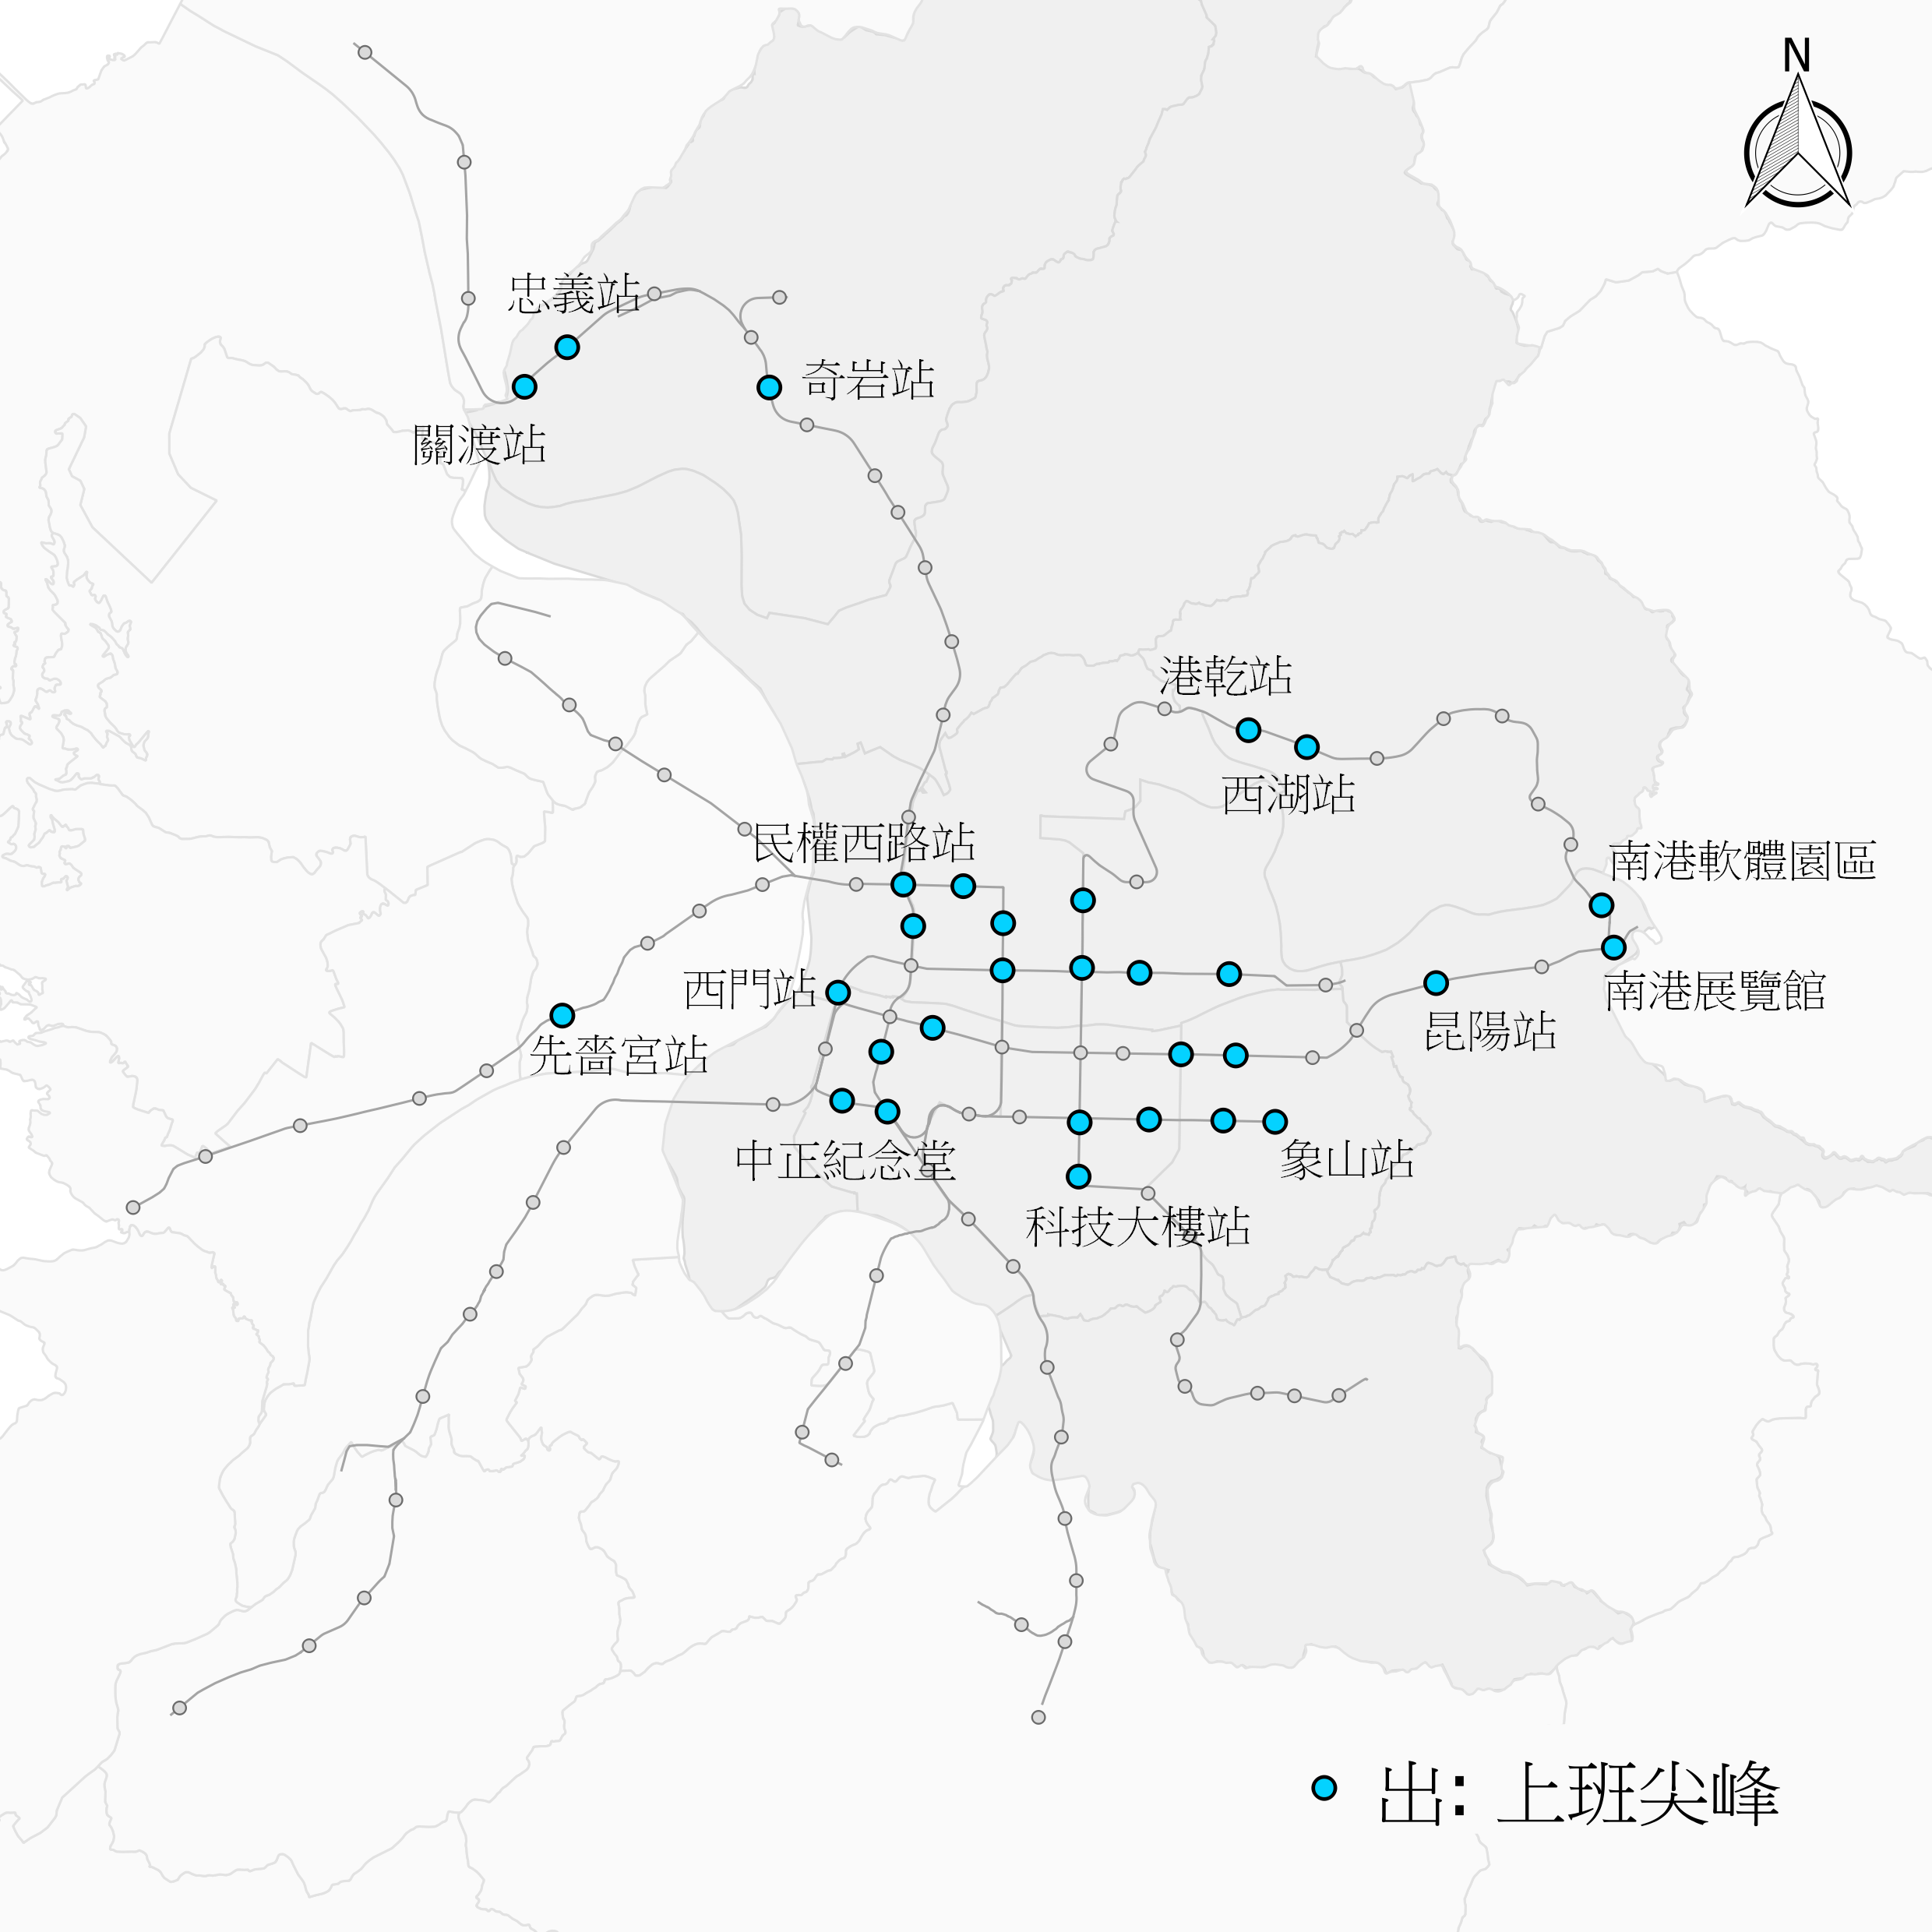 N
忠義站
奇岩站
關渡站
港乾站
西湖站
民權西路站
南港軟體園區
西門站
南港展覽館
昆陽站
先嗇宮站
中正紀念堂
象山站
科技大樓站
出: 上班尖峰